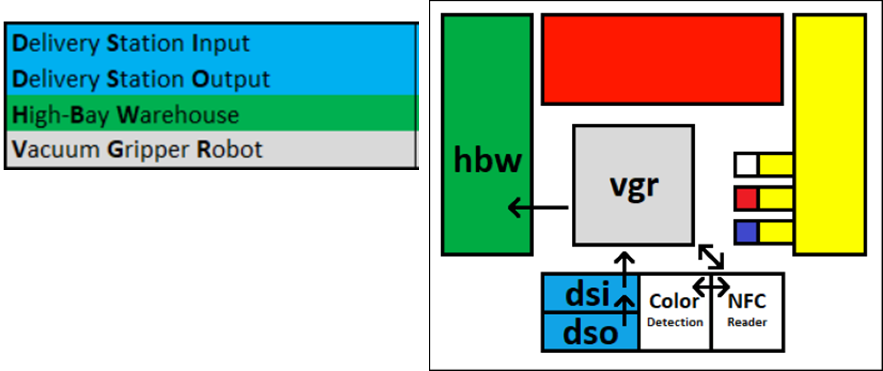 Delivery Station Input
Delivery Station Output
High-Bay Warehouse
Vacuum Gripper Robot
hbw
vgr
dsi
dso
Color
Detection
NFC
Reader